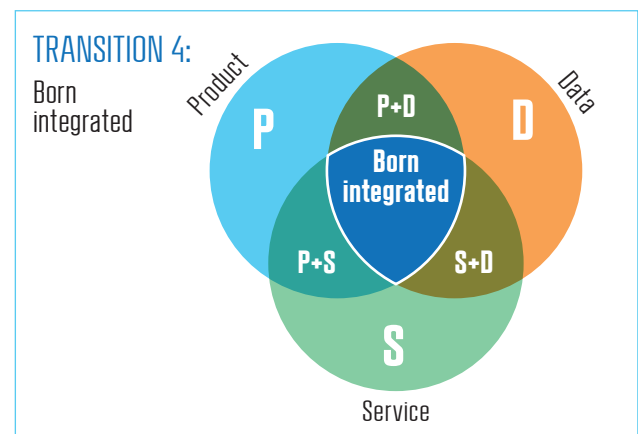 TRANSITION 4:
Born
integrated
Product
Data
P
P+D
D
Born
integrated
P+S
S+D
S
Service